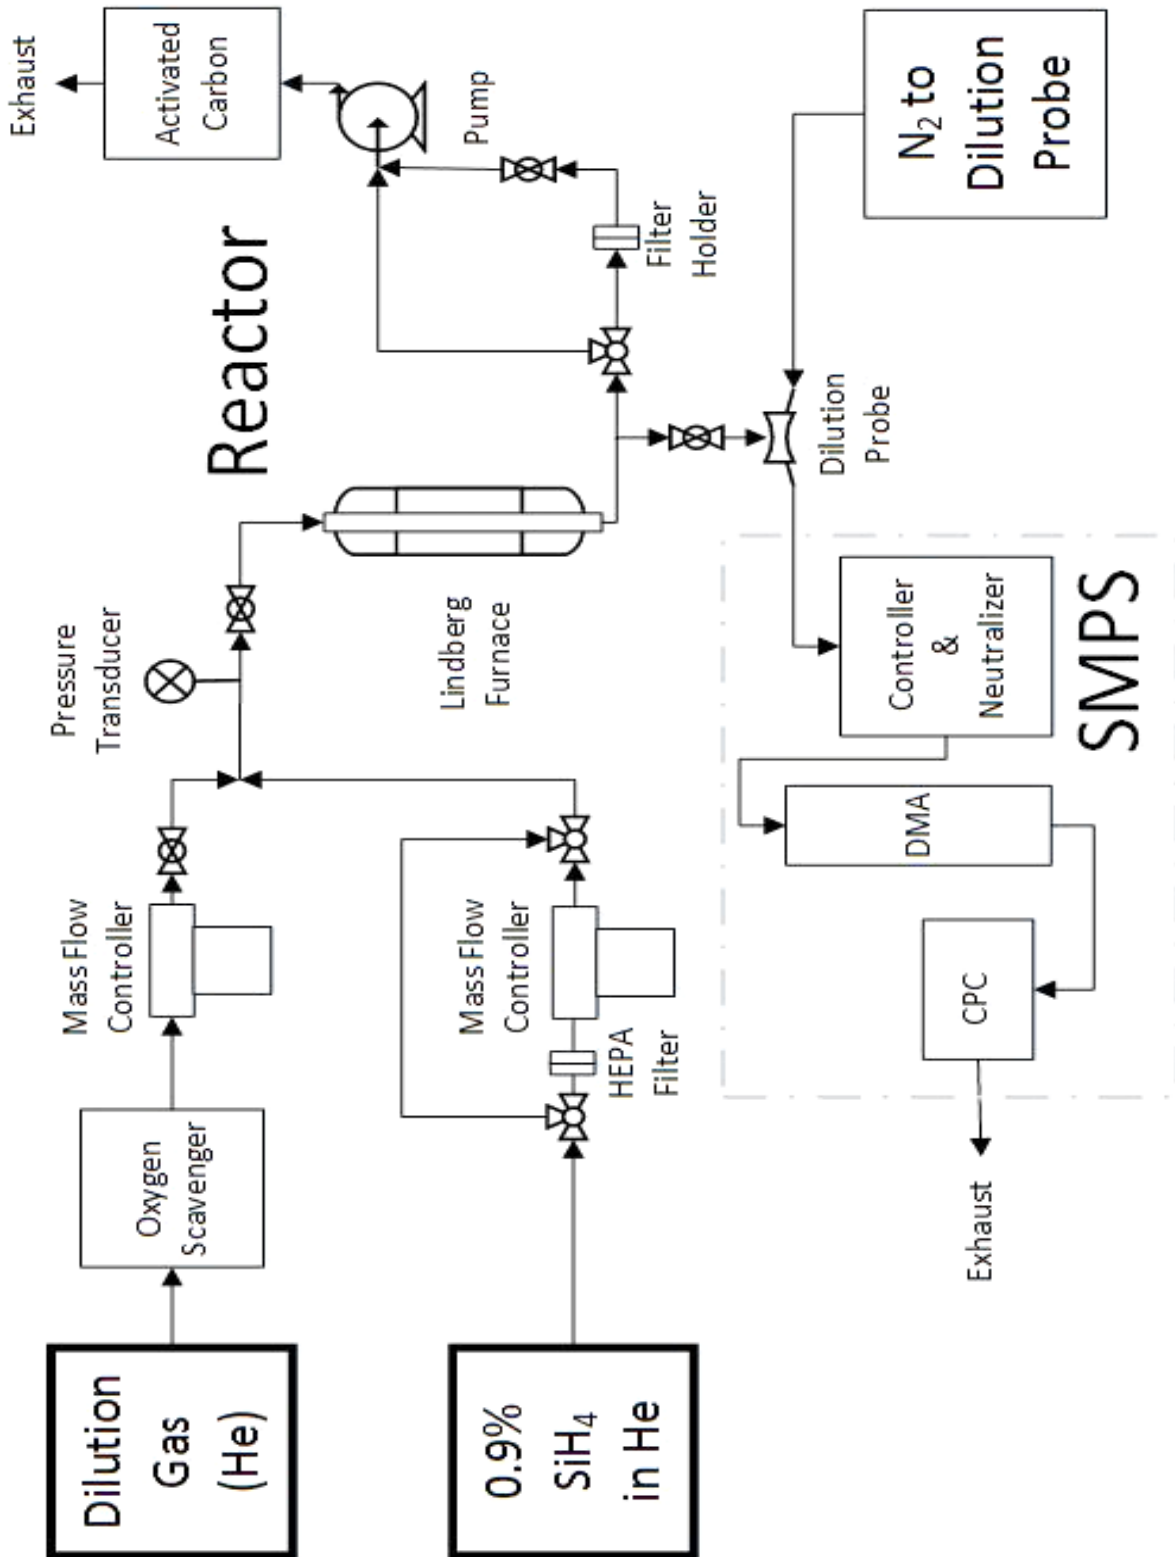 Dilution
Gas
(He)
Oxygen
Scavenger
Mass Flow
Controller
Pressure
Transducer
Reactor
Activated
Carbon
Exhaust
Pump
0.9%
SiH₄
in He
HEPA
Filter
Mass Flow
Controller
Lindberg
Furnace
Filter
Holder
Dilution
Probe
N₂ to
Dilution
Probe
Exhaust
CPC
DMA
Controller
&
Neutralizer
SMPS